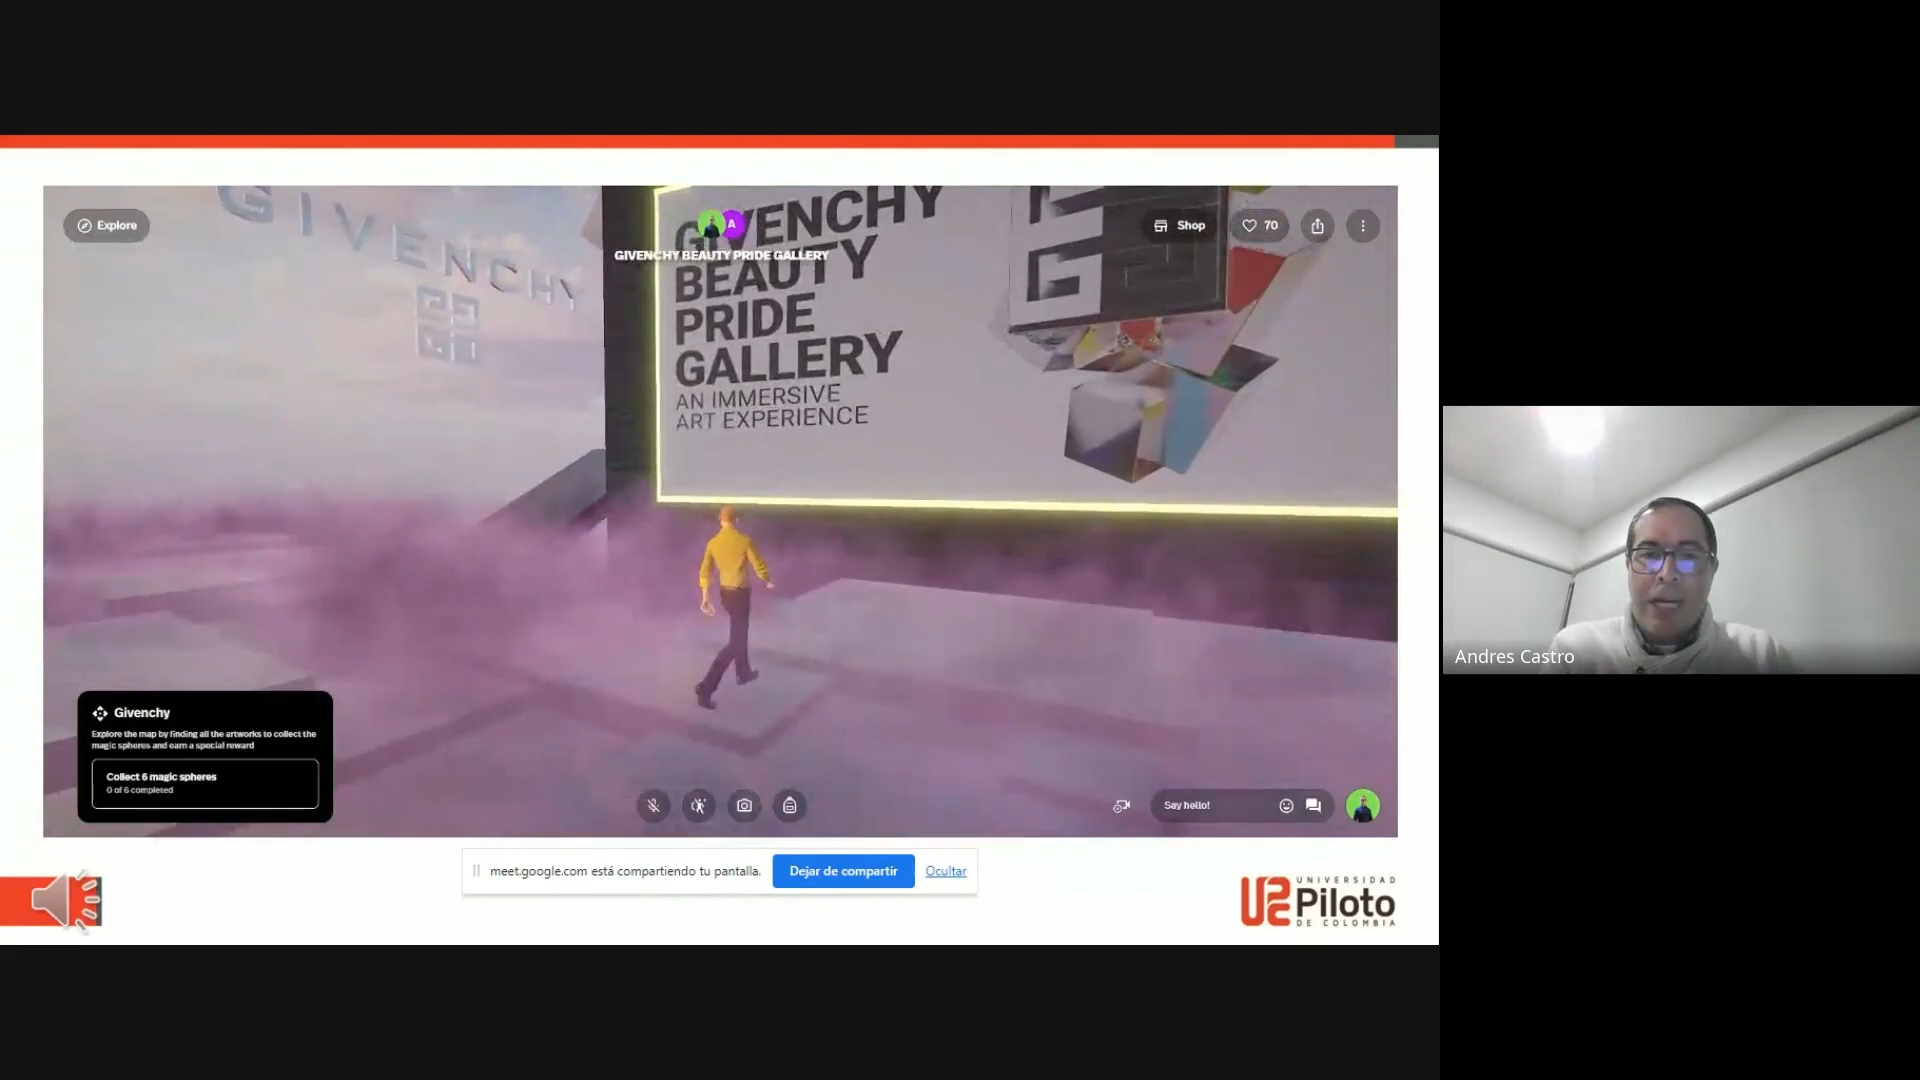 Explore
GIVENCHY
A
GIVENCHY BEAUTY PRIDE GALLERY
Shop
70
GIVENCHY
BEAUTY
PRIDE
GALLERY
AN IMMERSIVE
ART EXPERIENCE
Givenchy
Explore the map by finding all the artworks to collect the
magic spheres and earn a special reward
Collect 6 magic spheres
0 of 6 completed
Say hello!
meet.google.com está compartiendo tu pantalla.
Dejar de compartir
Ocultar
UNIVERSIDAD
Piloto
DE COLOMBIA
Andres Castro